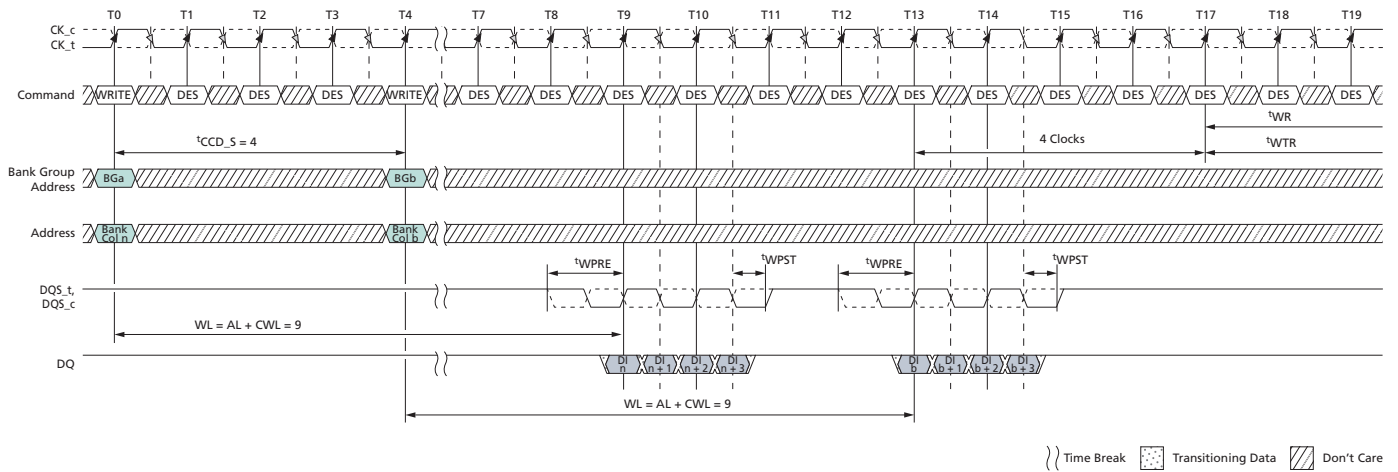 T0 T1 T2 T3 T4 T7 T8 T9 T10 T11 T12 T13 T14 T15 T16 T17 T18 T19
CK_c
CK_t
Command WRITE DES DES DES WRITE DES DES DES DES DES DES DES DES DES DES DES DES DES
tWR
tCCD_S = 4 4 Clocks tWTR
Bank Group
Address BGa BGb
Address Bank
Col n Bank
Col b
tWPRE tWPST tWPRE tWPST
DQS_t,
DQS_c
WL = AL + CWL = 9
DQ DI
n DI
n + 1 DI
n + 2 DI
n + 3 DI
b DI
b + 1 DI
b + 2 DI
b + 3
WL = AL + CWL = 9
Time Break Transitioning Data Don't Care